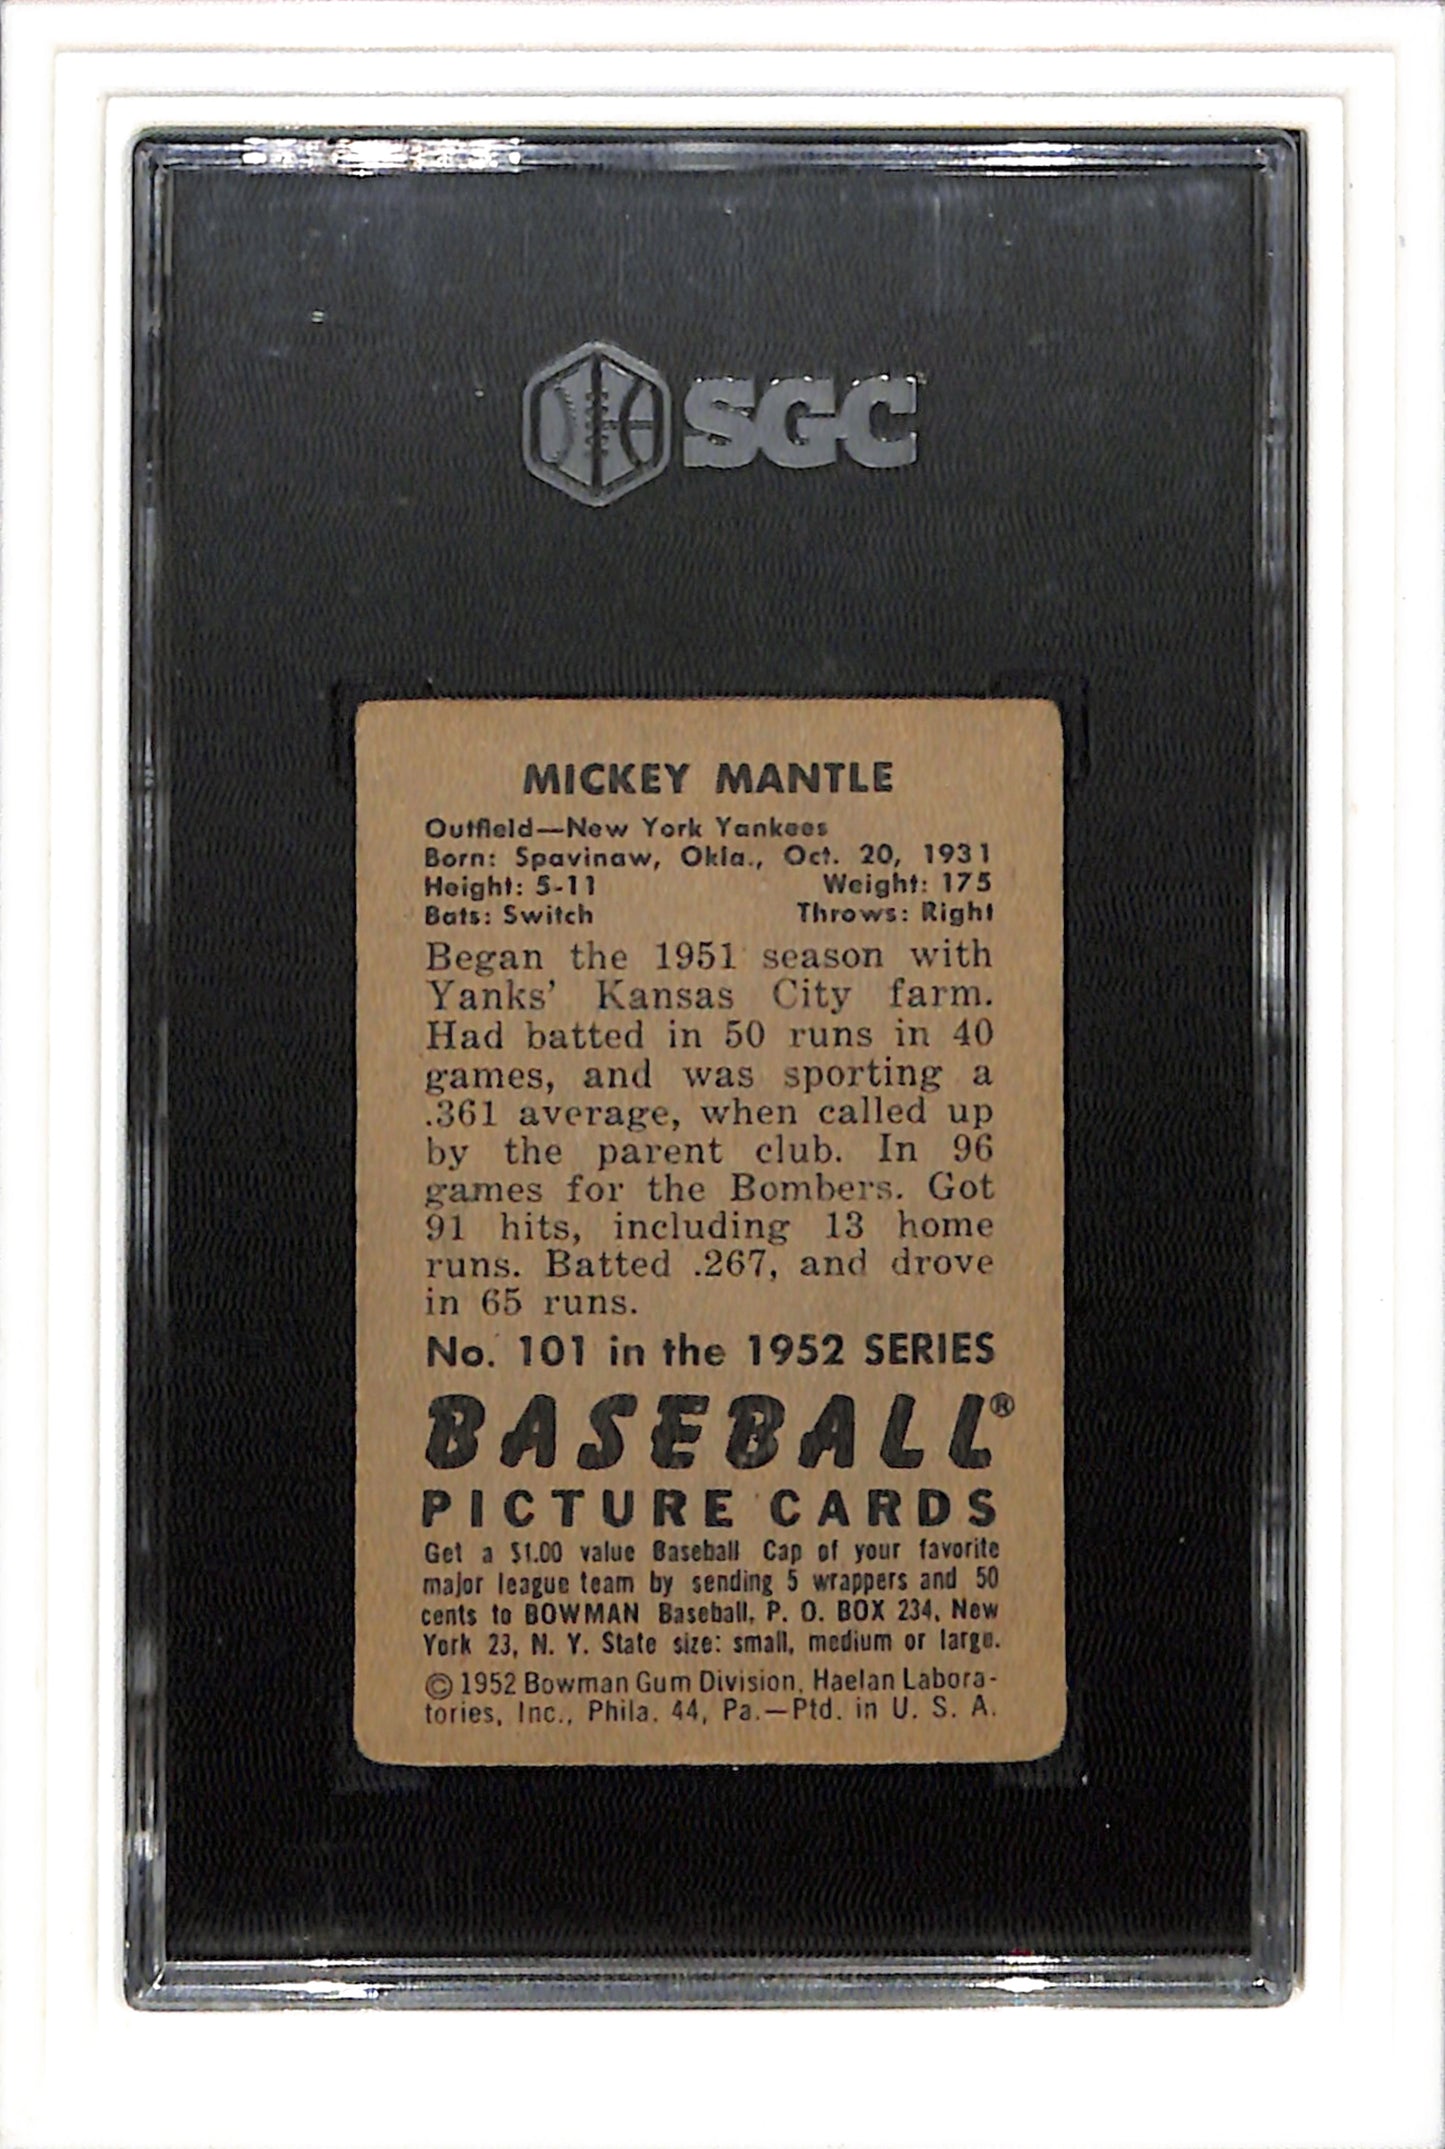 SGC
MICKEY MANTLE
Outfield—New York Yankees
Born: Spavinaw, Okla., Oct. 20, 1931
Height: 5-11 Weight: 175
Bats: Switch Throws: Right
Began the 1951 season with
Yanks' Kansas City farm.
Had batted in 50 runs in 40
games, and was sporting a
.361 average, when called up
by the parent club. In 96
games for the Bombers. Got
91 hits, including 13 home
runs. Batted .267, and drove
in 65 runs.
No. 101 in the 1952 SERIES
BASEBALL®
PICTURE CARDS
Get a $1.00 value Baseball Cap of your favorite
major league team by sending 5 wrappers and 50
cents to BOWMAN Baseball, P. O. BOX 234, New
York 23, N. Y. State size: small, medium or large.
© 1952 Bowman Gum Division, Haelan Labora-
tories, Inc., Phila. 44, Pa.—Ptd. in U. S. A.